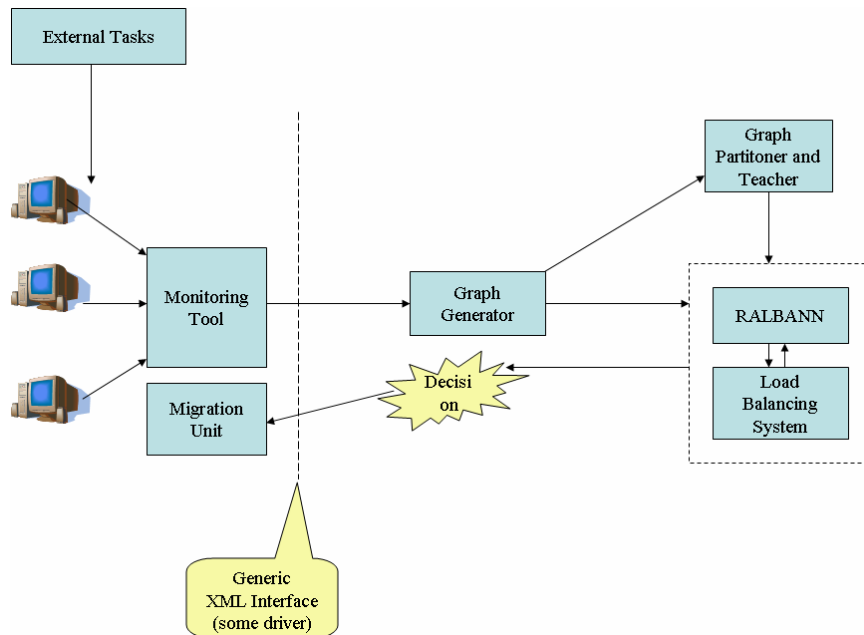 External Tasks
Graph
Partitoner and
Teacher
Monitoring
Tool
Graph
Generator
RALBANN
Load
Balancing
System
Decisi
on
Migration
Unit
Generic
XML Interface
(some driver)